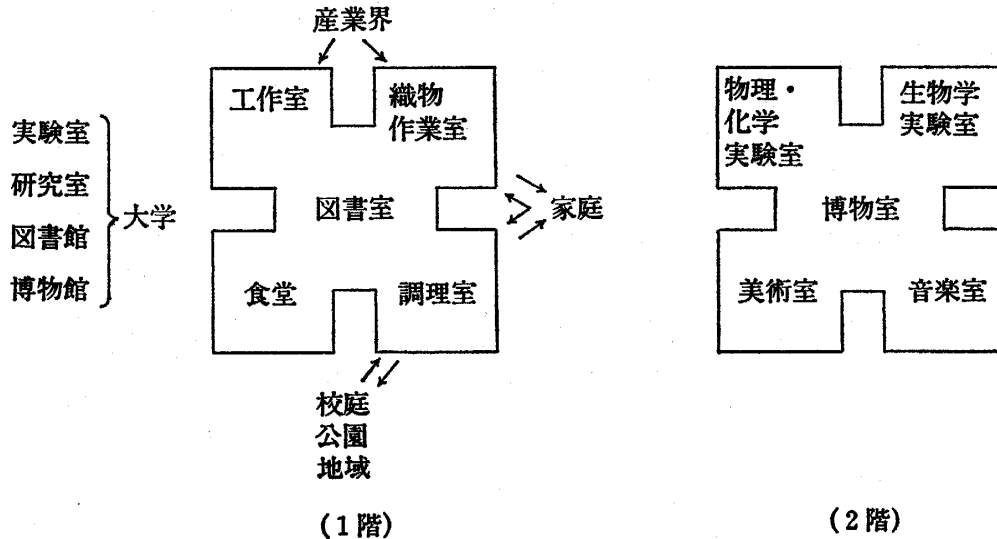 産業界
工作室
織物
作業室
実験室
研究室
図書館
博物館
大学
図書室
家庭
食堂
調理室
校庭
公園
地域
(1階)
物理・
化学
実験室
生物学
実験室
博物室
美術室
音楽室
(2階)